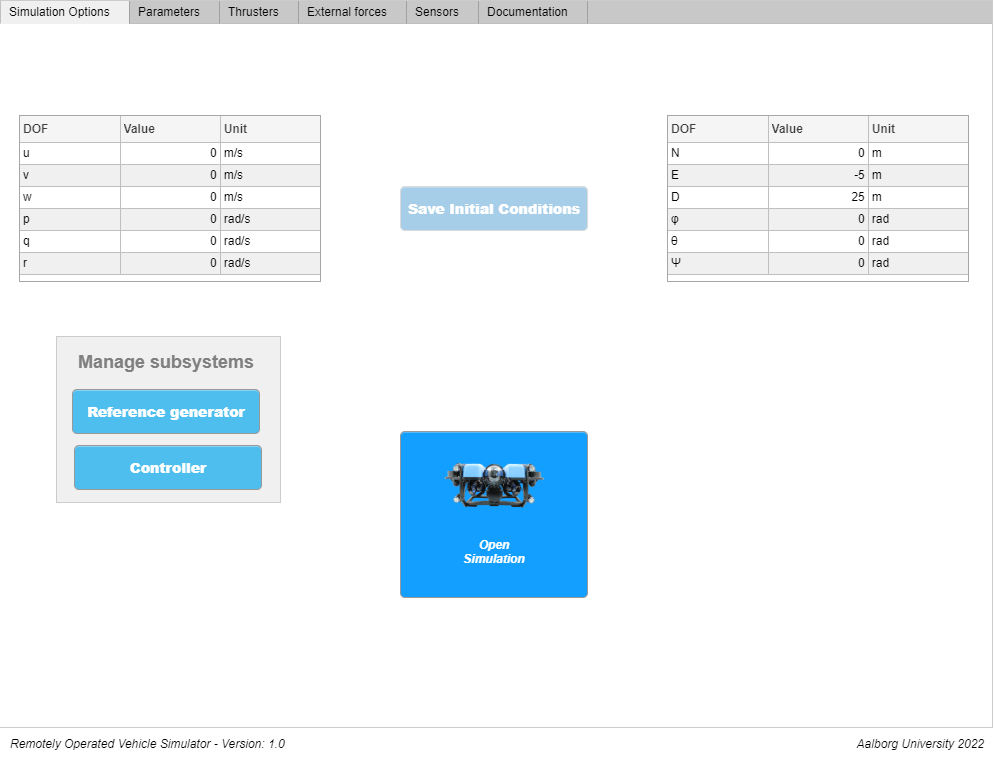 Simulation Options Parameters Thrusters External forces Sensors Documentation
DOF Value Unit
u 0 m/s
v 0 m/s
w 0 m/s
p 0 rad/s
q 0 rad/s
r 0 rad/s
Save Initial Conditions
DOF Value Unit
N 0 m
E -5 m
D 25 m
φ 0 rad
θ 0 rad
Ψ 0 rad
Manage subsystems
Reference generator
Controller
Open
Simulation
Remotely Operated Vehicle Simulator - Version: 1.0
Aalborg University 2022